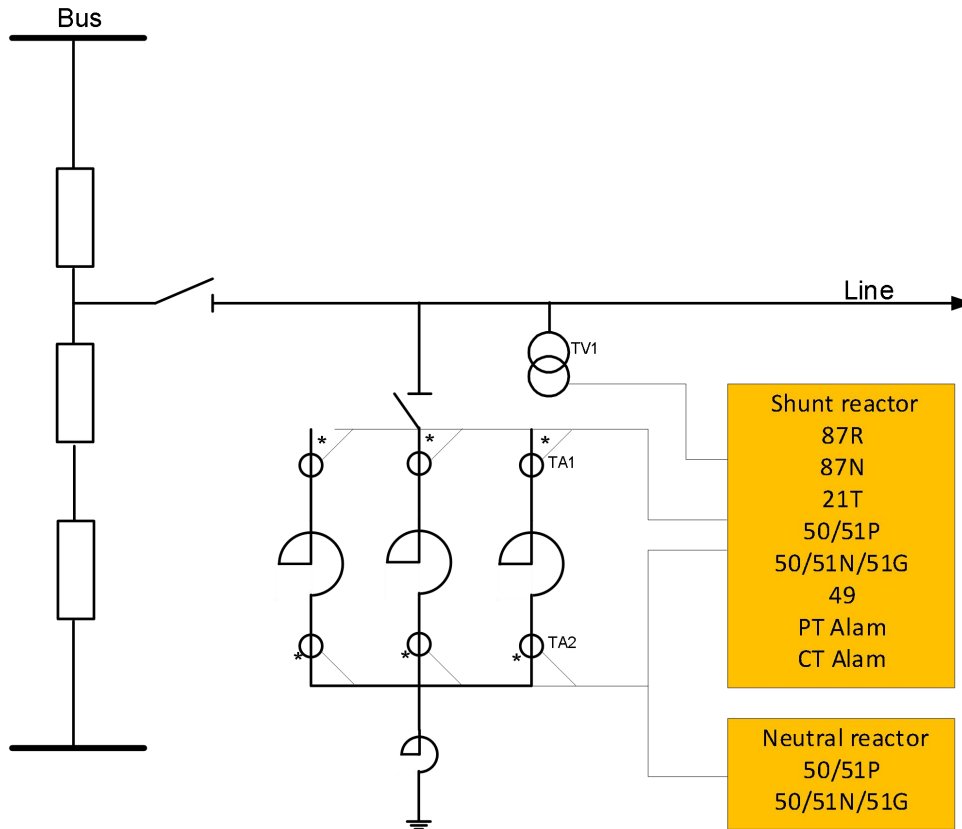 Bus
Line
TV1
Shunt reactor
87R
87N
21T
50/51P
50/51N/51G
49
PT Alam
CT Alam
*
*
*
TA1
*
*
*
TA2
Neutral reactor
50/51P
50/51N/51G